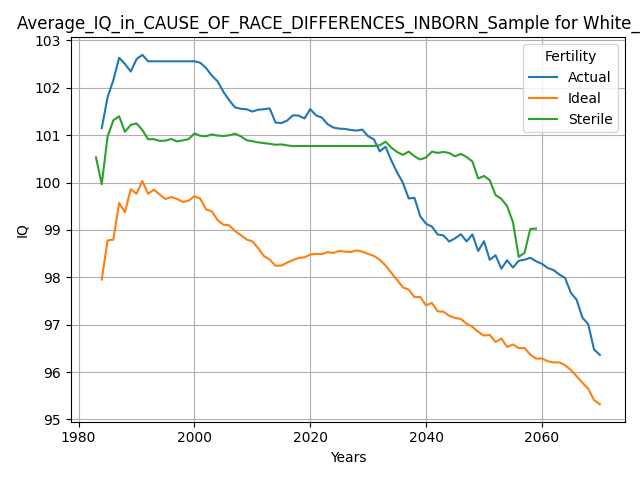 Average_IQ_in_CAUSE_OF_RACE_DIFFERENCES_INBORN_Sample for White_
103
102
101
100
99
98
97
96
95
IQ
1980
2000
2020
2040
2060
Years
Fertility
Actual
Ideal
Sterile